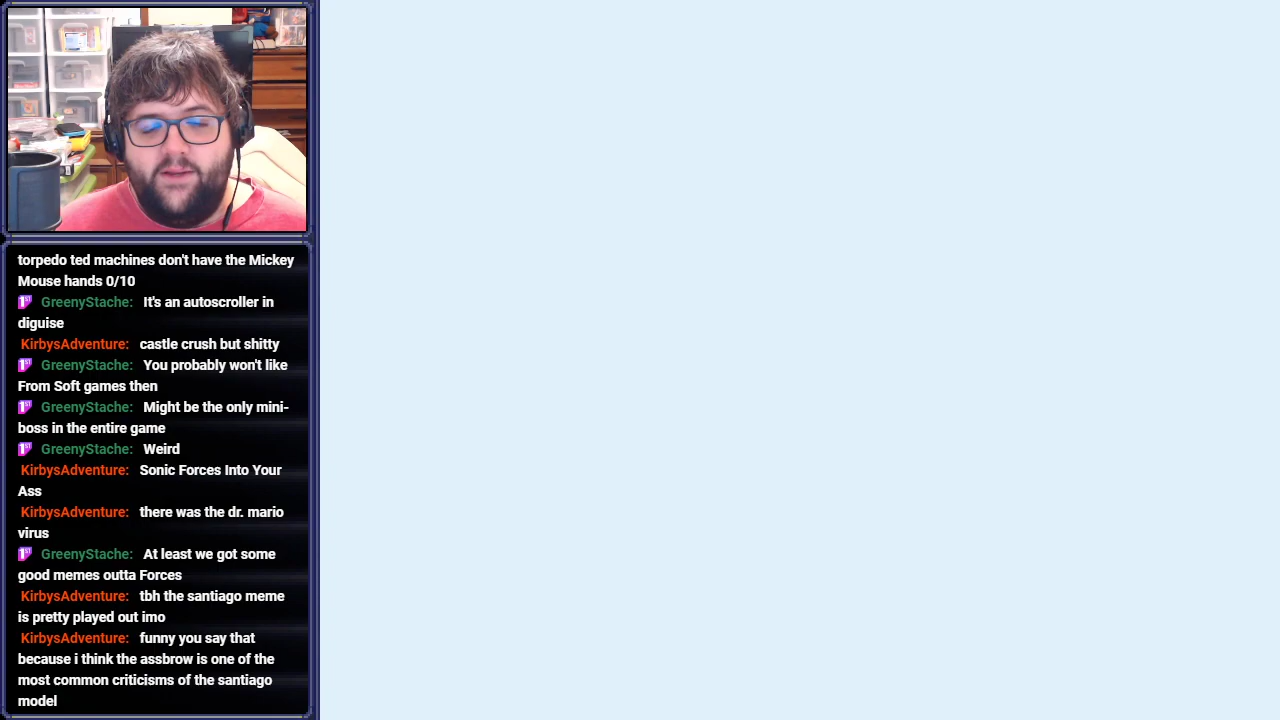 torpedo ted machines don't have the Mickey
Mouse hands 0/10
1ST GreenyStache: It's an autoscroller in
diguise
KirbysAdventure: castle crush but shitty
1ST GreenyStache: You probably won't like
From Soft games then
1ST GreenyStache: Might be the only mini-
boss in the entire game
1ST GreenyStache: Weird
KirbysAdventure: Sonic Forces Into Your
Ass
KirbysAdventure: there was the dr. mario
virus
1ST GreenyStache: At least we got some
good memes outta Forces
KirbysAdventure: tbh the santiago meme
is pretty played out imo
KirbysAdventure: funny you say that
because i think the assbrow is one of the
most common criticisms of the santiago
model